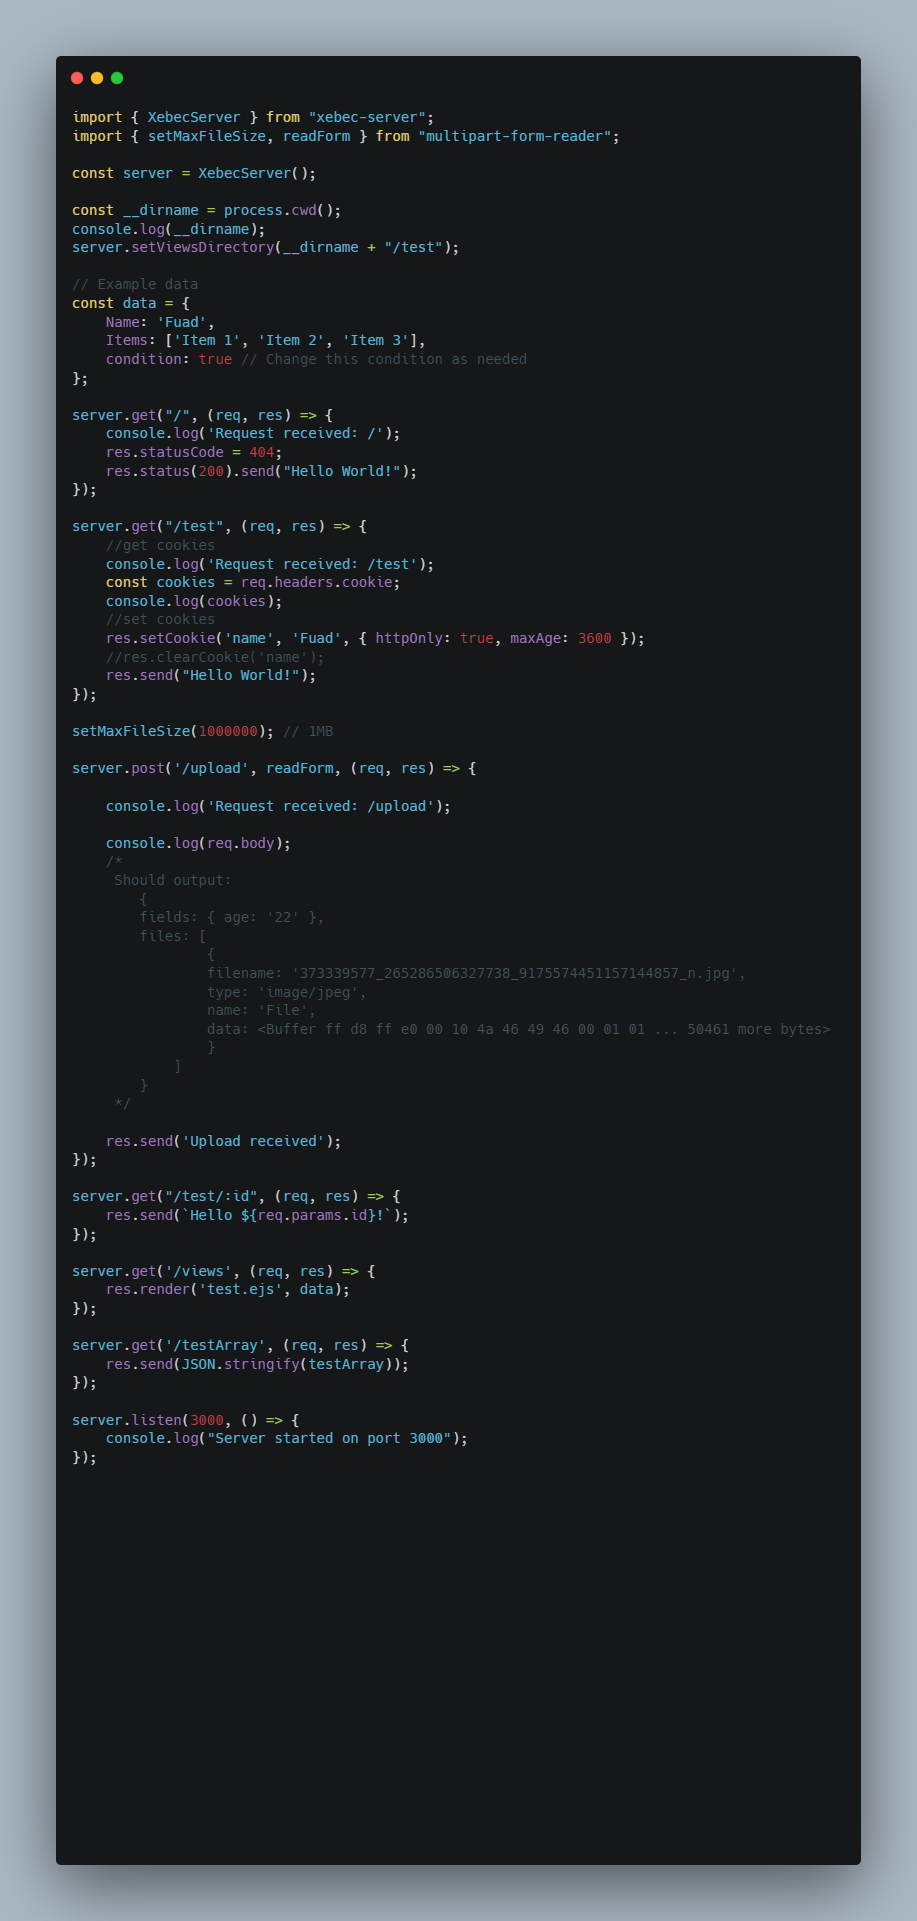 import { XebecServer } from "xebec-server";
import { setMaxFileSize, readForm } from "multipart-form-reader";

const server = XebecServer();

const __dirname = process.cwd();
console.log(__dirname);
server.setViewsDirectory(__dirname + "/test");

// Example data
const data = {
    Name: 'Fuad',
    Items: ['Item 1', 'Item 2', 'Item 3'],
    condition: true // Change this condition as needed
};

server.get("/", (req, res) => {
    console.log('Request received: /');
    res.statusCode = 404;
    res.status(200).send("Hello World!");
});

server.get("/test", (req, res) => {
    //get cookies
    console.log('Request received: /test');
    const cookies = req.headers.cookie;
    console.log(cookies);
    //set cookies
    res.setCookie('name', 'Fuad', { httpOnly: true, maxAge: 3600 });
    //res.clearCookie('name');
    res.send("Hello World!");
});

setMaxFileSize(1000000); // 1MB

server.post('/upload', readForm, (req, res) => {

    console.log('Request received: /upload');

    console.log(req.body);
    /*
     Should output:
        {
        fields: { age: '22' },
        files: [
                {
                filename: '373339577_265286506327738_9175574451157144857_n.jpg',
                type: 'image/jpeg',
                name: 'File',
                data: <Buffer ff d8 ff e0 00 10 4a 46 49 46 00 01 01 ... 50461 more bytes>
                }
            ]
        }
     */

    res.send('Upload received');
});

server.get("/test/:id", (req, res) => {
    res.send(`Hello ${req.params.id}!`);
});

server.get('/views', (req, res) => {
    res.render('test.ejs', data);
});

server.get('/testArray', (req, res) => {
    res.send(JSON.stringify(testArray));
});

server.listen(3000, () => {
    console.log("Server started on port 3000");
});